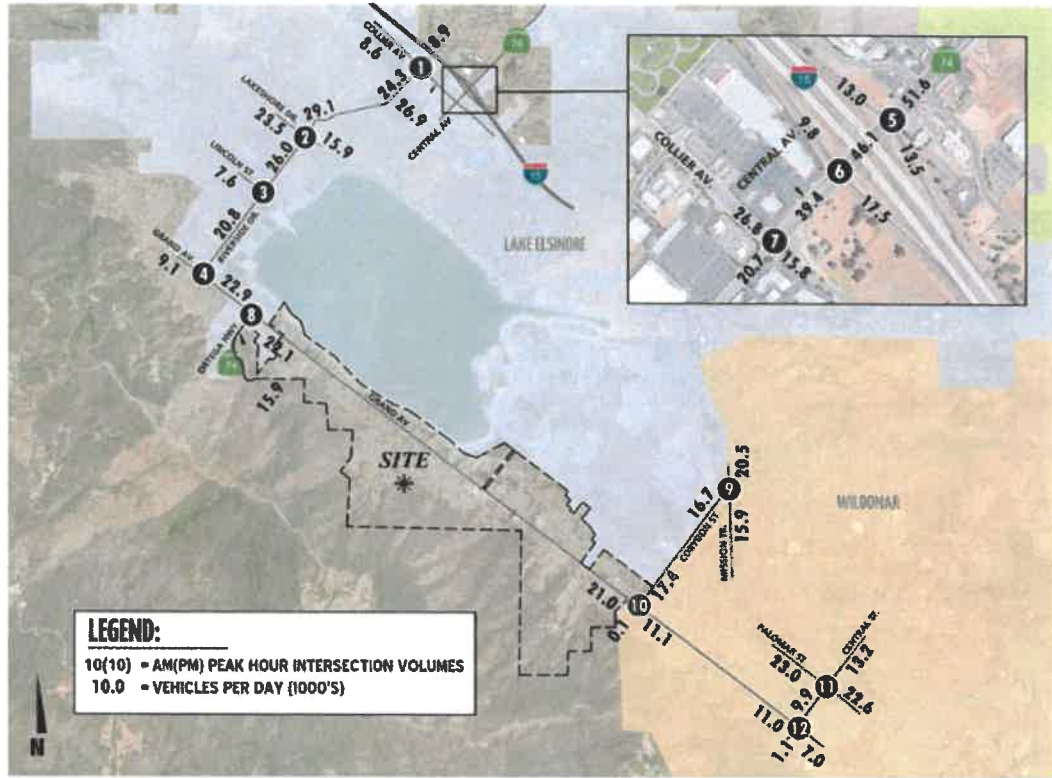 74
COLLIER AV
8.6
8.9
1
24.3
26.9
CENTRAL AV
LAKESHORE DR.
23.5
29.1
2
15.9
26.0
LINCOLN ST.
7.6
3
20.8
RIVERSIDE DR.
GRAND AV.
9.1
4
22.9
8
ORTEGA HWY
74
22.1
15.9
GRAND AV.
15
LAKE ELSINORE
15
74
13.0
51.6
5
9.8
46.1
13.5
COLLIER AV.
CENTRAL AV.
6
29.4
17.5
26.8
7
20.7
15.8
SITE
20.5
16.7
9
CORYDON ST
15.9
MISSION TR.
17.4
WILDOMAR
21.0
10
0.1
11.1
PALOMAR ST
23.0
CENTRAL ST.
13.2
11
9.9
22.6
11.0
12
1.1
7.0
LEGEND:
10(10) = AM(PM) PEAK HOUR INTERSECTION VOLUMES
10.0 = VEHICLES PER DAY (1000'S)
N